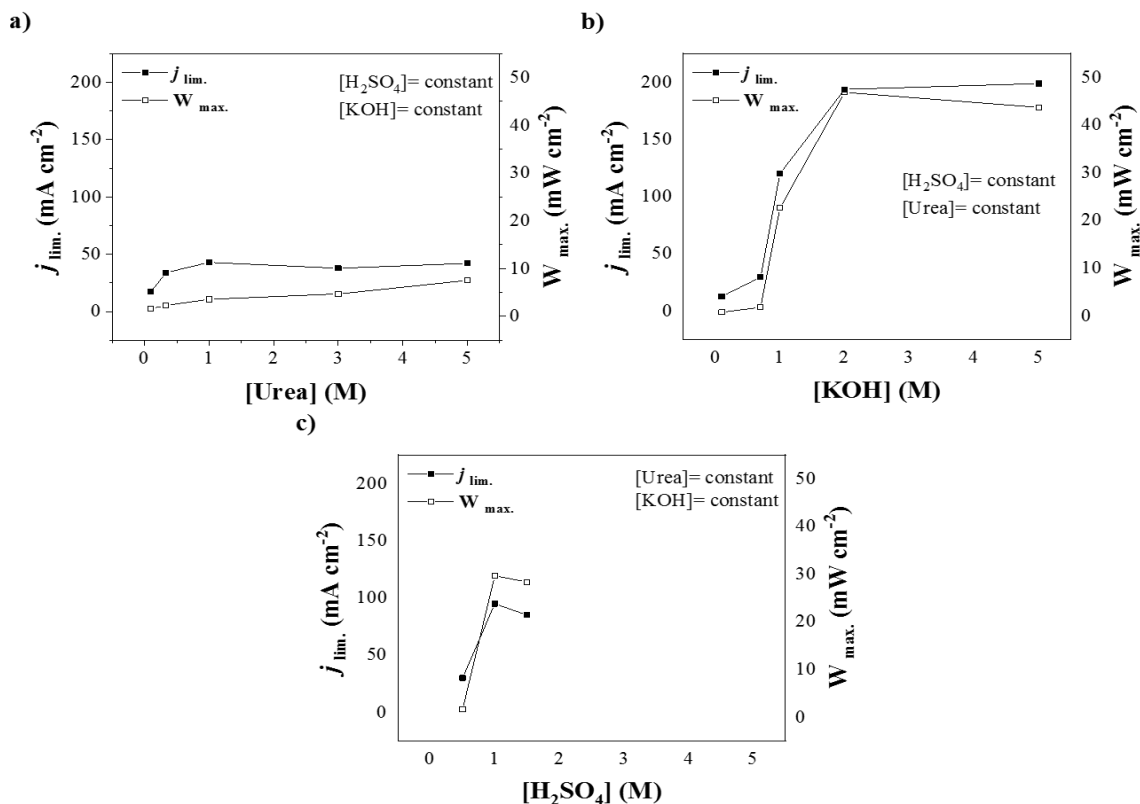 a)
j lim. (mA cm⁻²)
200
150
100
50
0
j lim.
W max.
[H₂SO₄]= constant
[KOH]= constant
50
40
30
20
10
0
W max. (mW cm⁻²)
0 1 2 3 4 5
[Urea] (M)
b)
j lim. (mA cm⁻²)
200
150
100
50
0
j lim.
W max.
[H₂SO₄]= constant
[Urea]= constant
50
40
30
20
10
0
W max. (mW cm⁻²)
0 1 2 3 4 5
[KOH] (M)
c)
j lim. (mA cm⁻²)
200
150
100
50
0
j lim.
W max.
[Urea]= constant
[KOH]= constant
50
40
30
20
10
0
W max. (mW cm⁻²)
0 1 2 3 4 5
[H₂SO₄] (M)